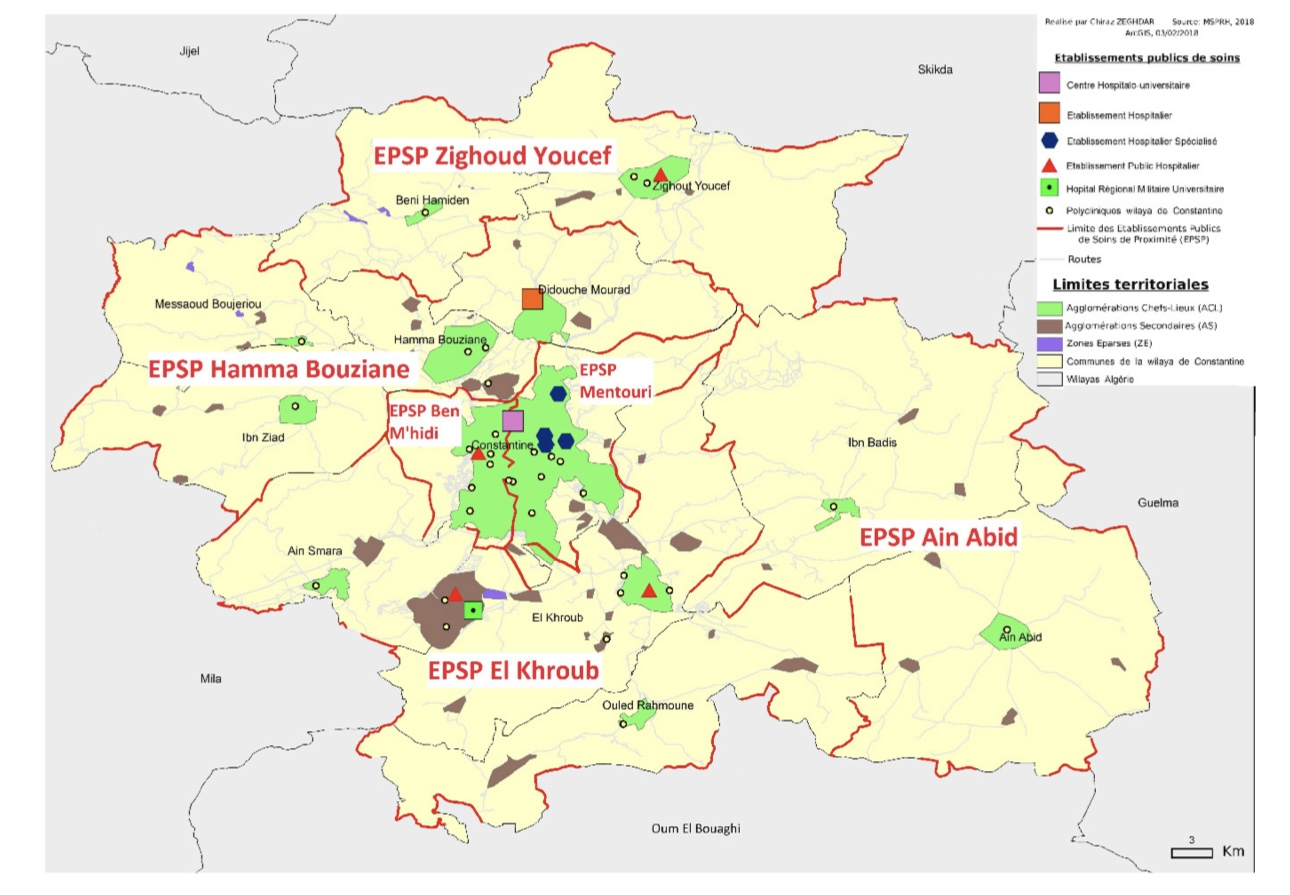 Réalisé par Chiraz ZEGHDAR Source: MSPRH, 2018
ArcGIS, 03/02/2018
Etablissements publics de soins
Centre Hospitalo-universitaire
Etablissement Hospitalier
Etablissement Hospitalier Spécialisé
Etablissement Public Hospitalier
Hopital Régional Militaire Universitaire
Polycliniques wilaya de Constantine
Limite des Etablissements Publics
de Soins de Proximité (EPSP)
Routes
Limites territoriales
Agglomérations Chefs-Lieux (ACL)
Agglomérations Secondaires (AS)
Zones Eparses (ZE)
Communes de la wilaya de Constantine
Wilayas Algérie
Jijel
Skikda
EPSP Zighoud Youcef
Zighout Youcef
Beni Hamiden
Messaoud Boujeriou
Didouche Mourad
Hamma Bouziane
EPSP Hamma Bouziane
EPSP
Mentouri
EPSP Ben
M'hidi
Ibn Ziad
Constantine
Ibn Badis
Guelma
EPSP Ain Abid
Ain Smara
El Khroub
Ain Abid
EPSP El Khroub
Mila
Ouled Rahmoune
Oum El Bouaghi
3
Km